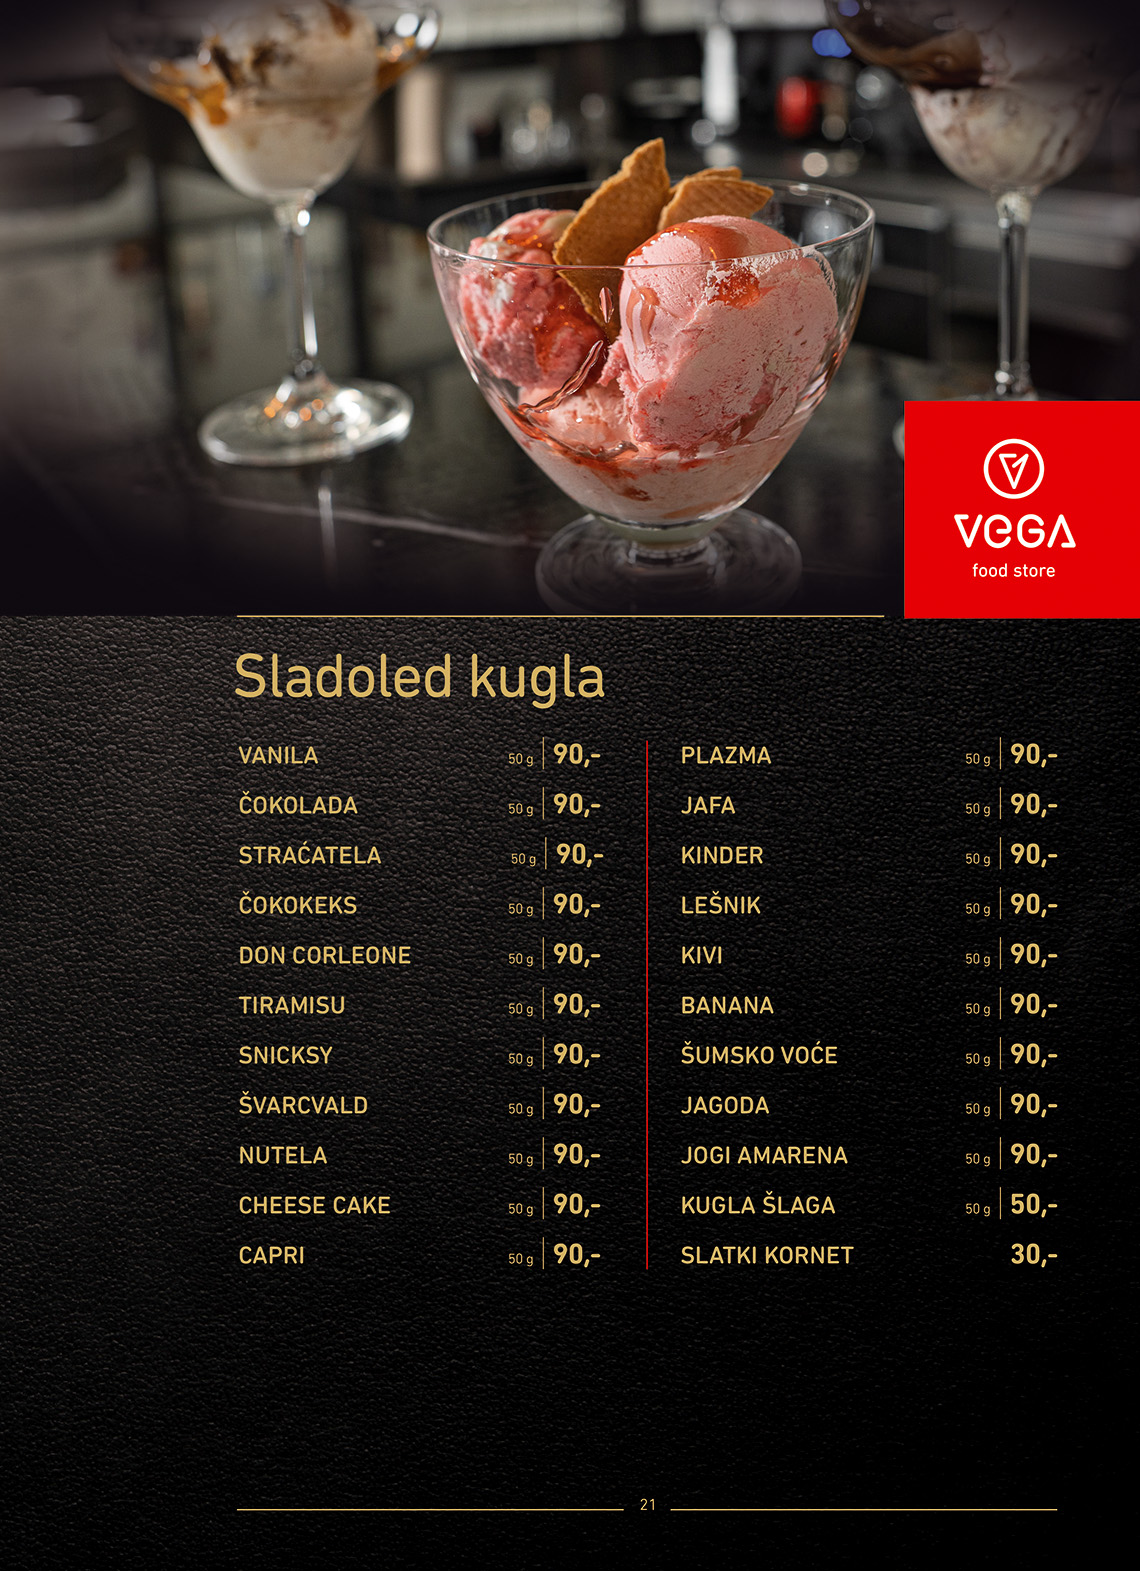 VEGA
food store
Sladoled kugla
VANILA 50 g 90,-
ČOKOLADA 50 g 90,-
STRAĆATELA 50 g 90,-
ČOKOKEKS 50 g 90,-
DON CORLEONE 50 g 90,-
TIRAMISU 50 g 90,-
SNICKSY 50 g 90,-
ŠVARCVALD 50 g 90,-
NUTELA 50 g 90,-
CHEESE CAKE 50 g 90,-
CAPRI 50 g 90,-
PLAZMA 50 g 90,-
JAFA 50 g 90,-
KINDER 50 g 90,-
LEŠNIK 50 g 90,-
KIVI 50 g 90,-
BANANA 50 g 90,-
ŠUMSKO VOĆE 50 g 90,-
JAGODA 50 g 90,-
JOGI AMARENA 50 g 90,-
KUGLA ŠLAGA 50 g 50,-
SLATKI KORNET 30,-
21